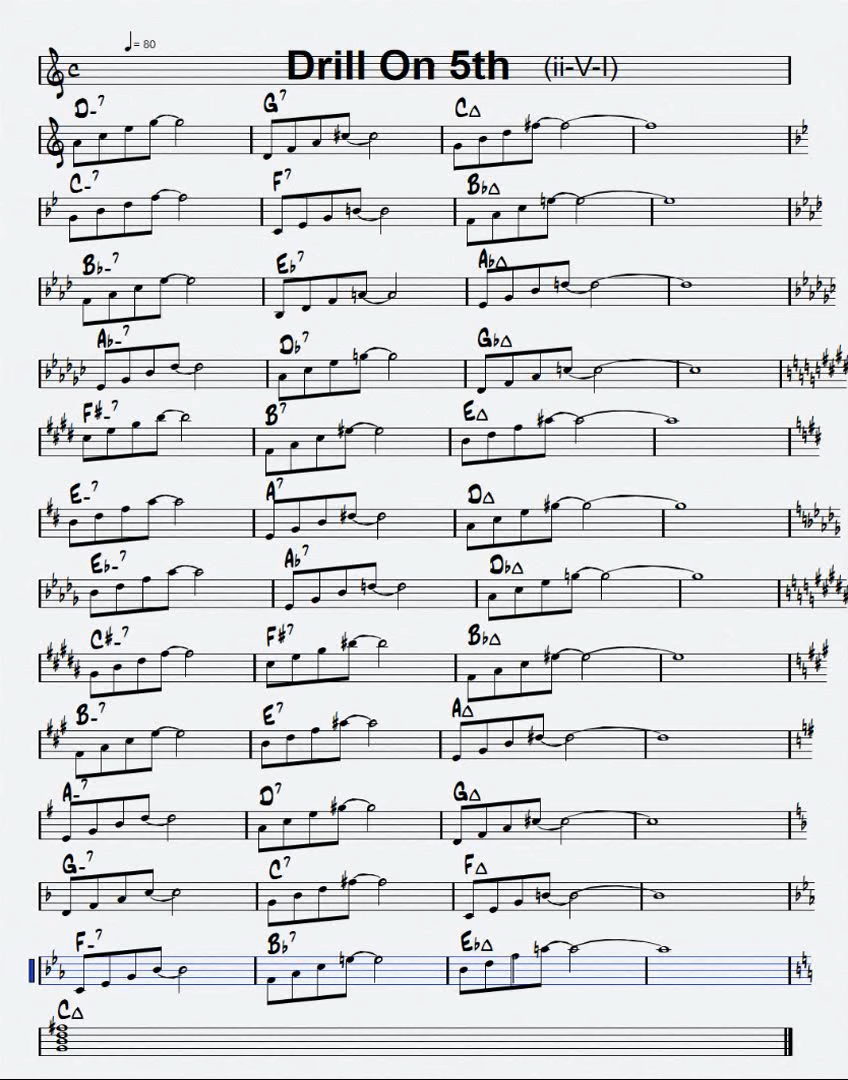 ♩= 80
Drill On 5th (ii-V-I)
D-7 G7 C△
C-7 F7 B♭△
B♭-7 E♭7 A♭△
A♭-7 D♭7 G♭△
F#-7 B7 E△
E-7 A7 D△
E♭-7 A♭7 D♭△
C#-7 F#7 B♭△
B-7 E7 A△
A-7 D7 G△
G-7 C7 F△
F-7 B♭7 E♭△
C△